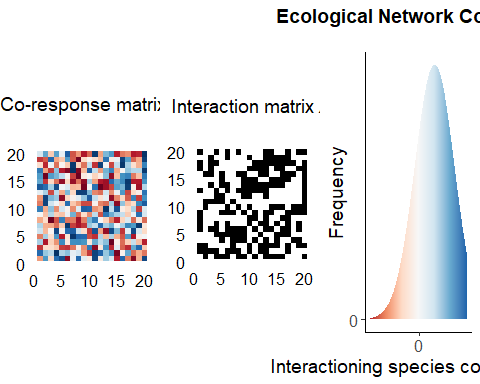 Ecological Network Co
Co-response matrix
Interaction matrix .
20
15
10
5
0
0 5 10 15 20
20
15
10
5
0
0 5 10 15 20
Frequency
0
0
Interactioning species co